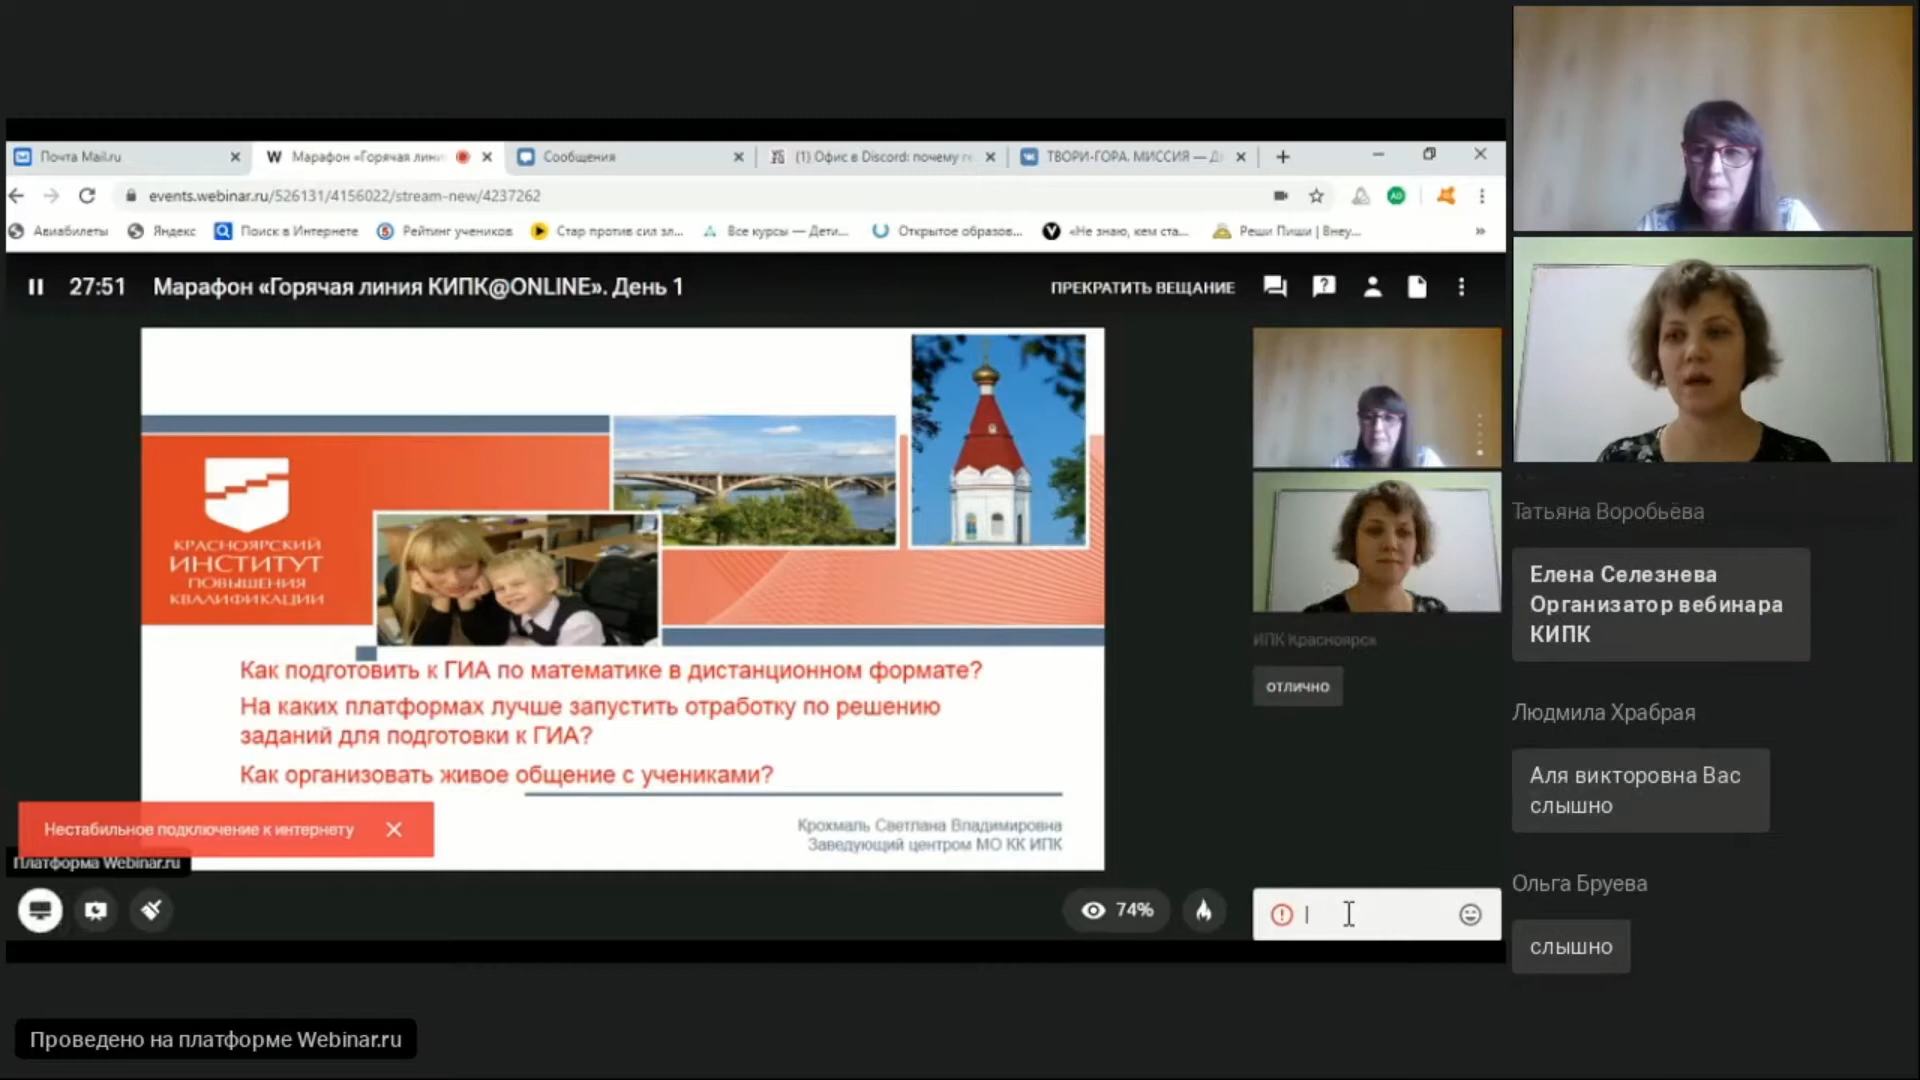 Почта Mail.ru
Марафон «Горячая лини
Сообщения
(1) Офис в Discord: почему
ТВОРИ-ГОРА. МИССИЯ —
events.webinar.ru/526131/4156022/stream-new/4237262
Авиабилеты
Яндекс
Поиск в Интернете
Рейтинг учеников
Стар против сил зл...
Все курсы — Дети...
Открытое образов...
«Не знаю, кем ста...
Реши Пиши | Внеу...
27:51
Марафон «Горячая линия КИПК@ONLINE». День 1
ПРЕКРАТИТЬ ВЕЩАНИЕ
КРАСНОЯРСКИЙ
ИНСТИТУТ
ПОВЫШЕНИЯ
КВАЛИФИКАЦИИ
Как подготовить к ГИА по математике в дистанционном формате?
На каких платформах лучше запустить отработку по решению
заданий для подготовки к ГИА?
Как организовать живое общение с учениками?
Крохмаль Светлана Владимировна
Заведующий центром МО КК ИПК
Нестабильное подключение к интернету
Платформа Webinar.ru
74%
ИПК Красноярск
отлично
Татьяна Воробьёва
Елена Селезнева
Организатор вебинара
КИПК
Людмила Храбрая
Аля викторовна Вас
слышно
Ольга Бруева
слышно
Проведено на платформе Webinar.ru